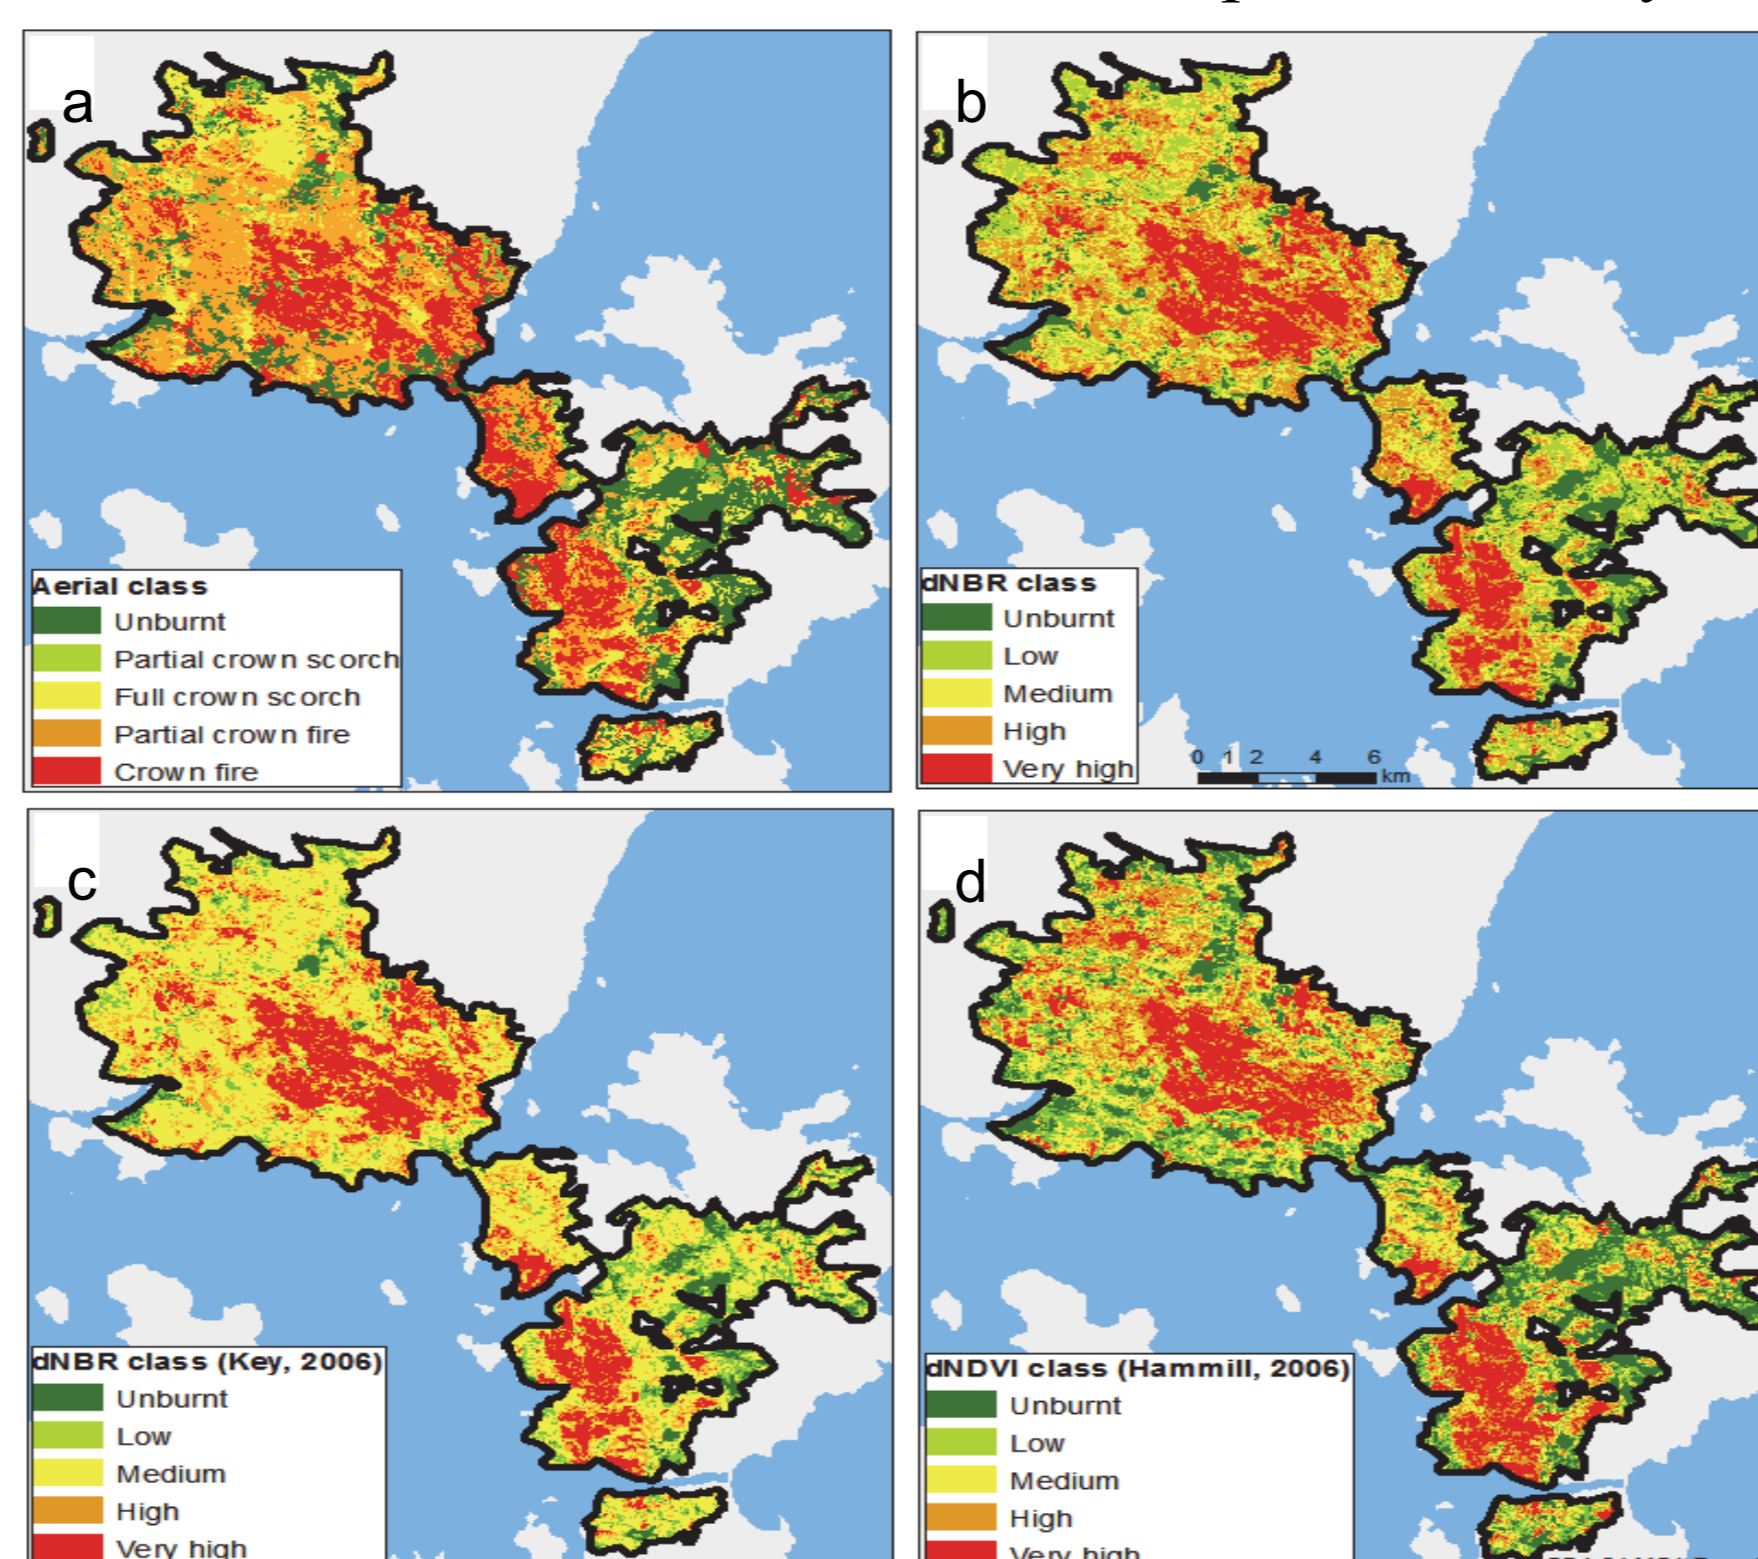 a
Aerial class
Unburnt
Partial crown scorch
Full crown scorch
Partial crown fire
Crown fire
b
dNBR class
Unburnt
Low
Medium
High
Very high
0 1 2 4 6
km
c
dNBR class (Key, 2006)
Unburnt
Low
Medium
High
Very high
d
dNDVI class (Hammill, 2006)
Unburnt
Low
Medium
High
Very high